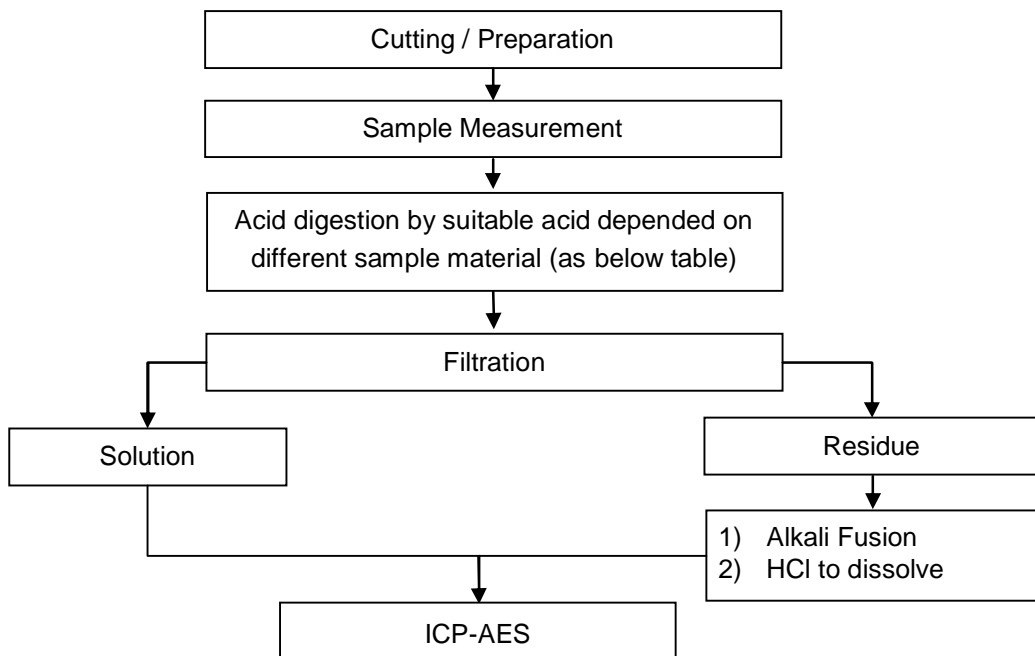 Cutting / Preparation
Sample Measurement
Acid digestion by suitable acid depended on
different sample material (as below table)
Filtration
Solution
Residue
1) Alkali Fusion
2) HCl to dissolve
ICP-AES